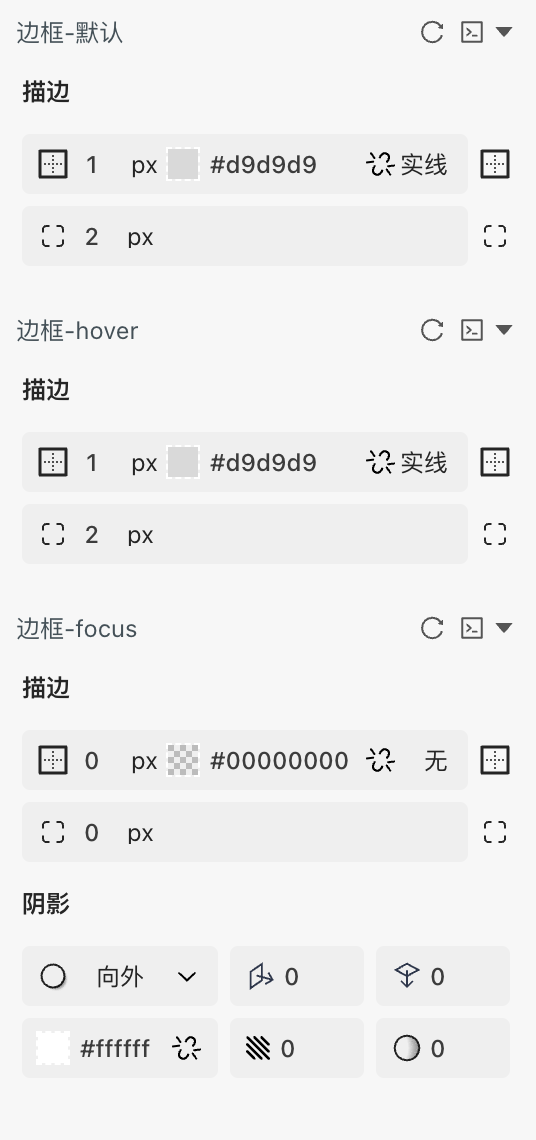 边框-默认
描边
1 px #d9d9d9 实线
2 px
边框-hover
描边
1 px #d9d9d9 实线
2 px
边框-focus
描边
0 px #00000000 无
0 px
阴影
向外 0 0
#ffffff 0 0